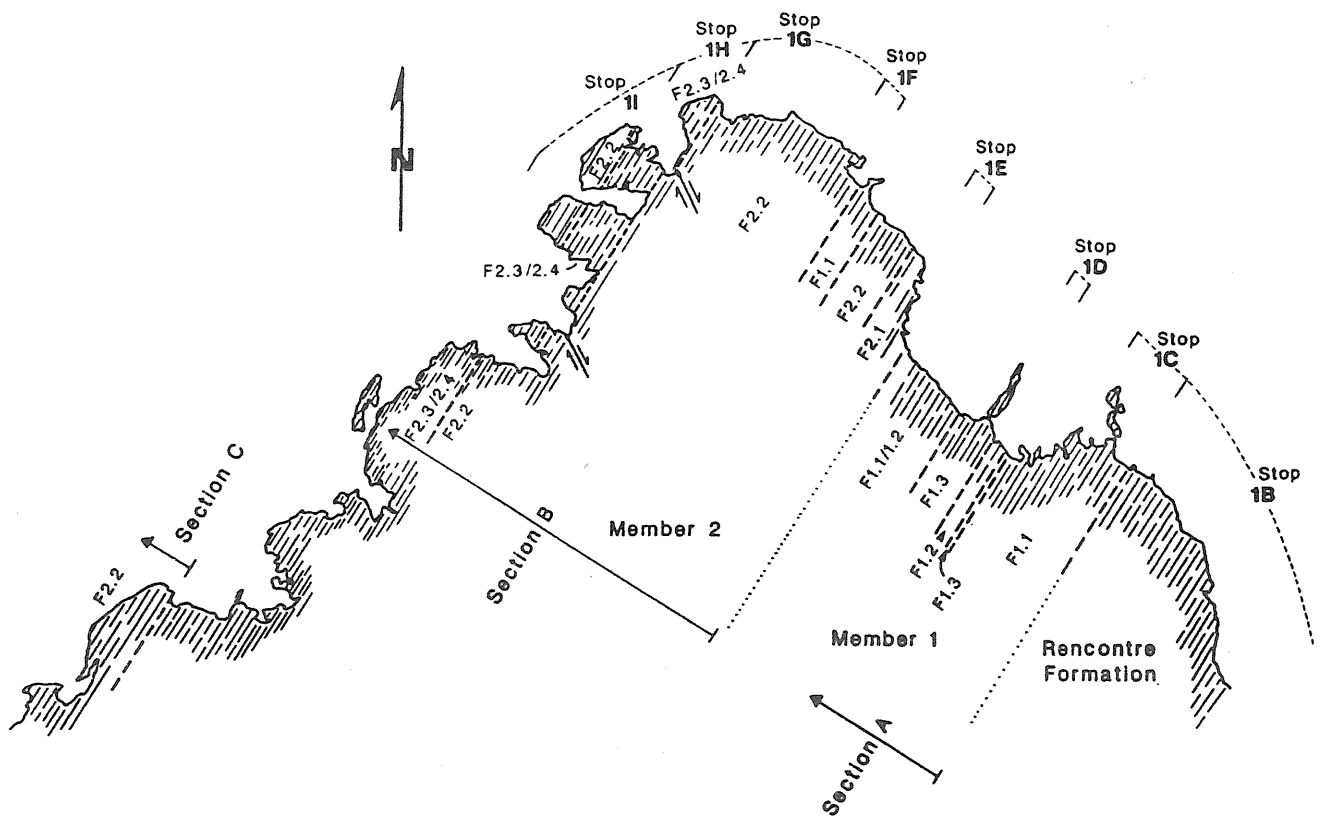 Stop
1G
Stop
1H
Stop
1F
F2.3/2.4
Stop
1I
N
F2.2
Stop
1E
F2.2
F2.3/2.4
F1.1
F2.2
F2.1
Stop
1D
Stop
1C
F2.3/2.4
F2.2
F1.1/1.2
F1.3
F1.2
F1.3
F1.1
Stop
1B
Section C
Section B
Member 2
F2.2
Member 1
Rencontre
Formation
Section A